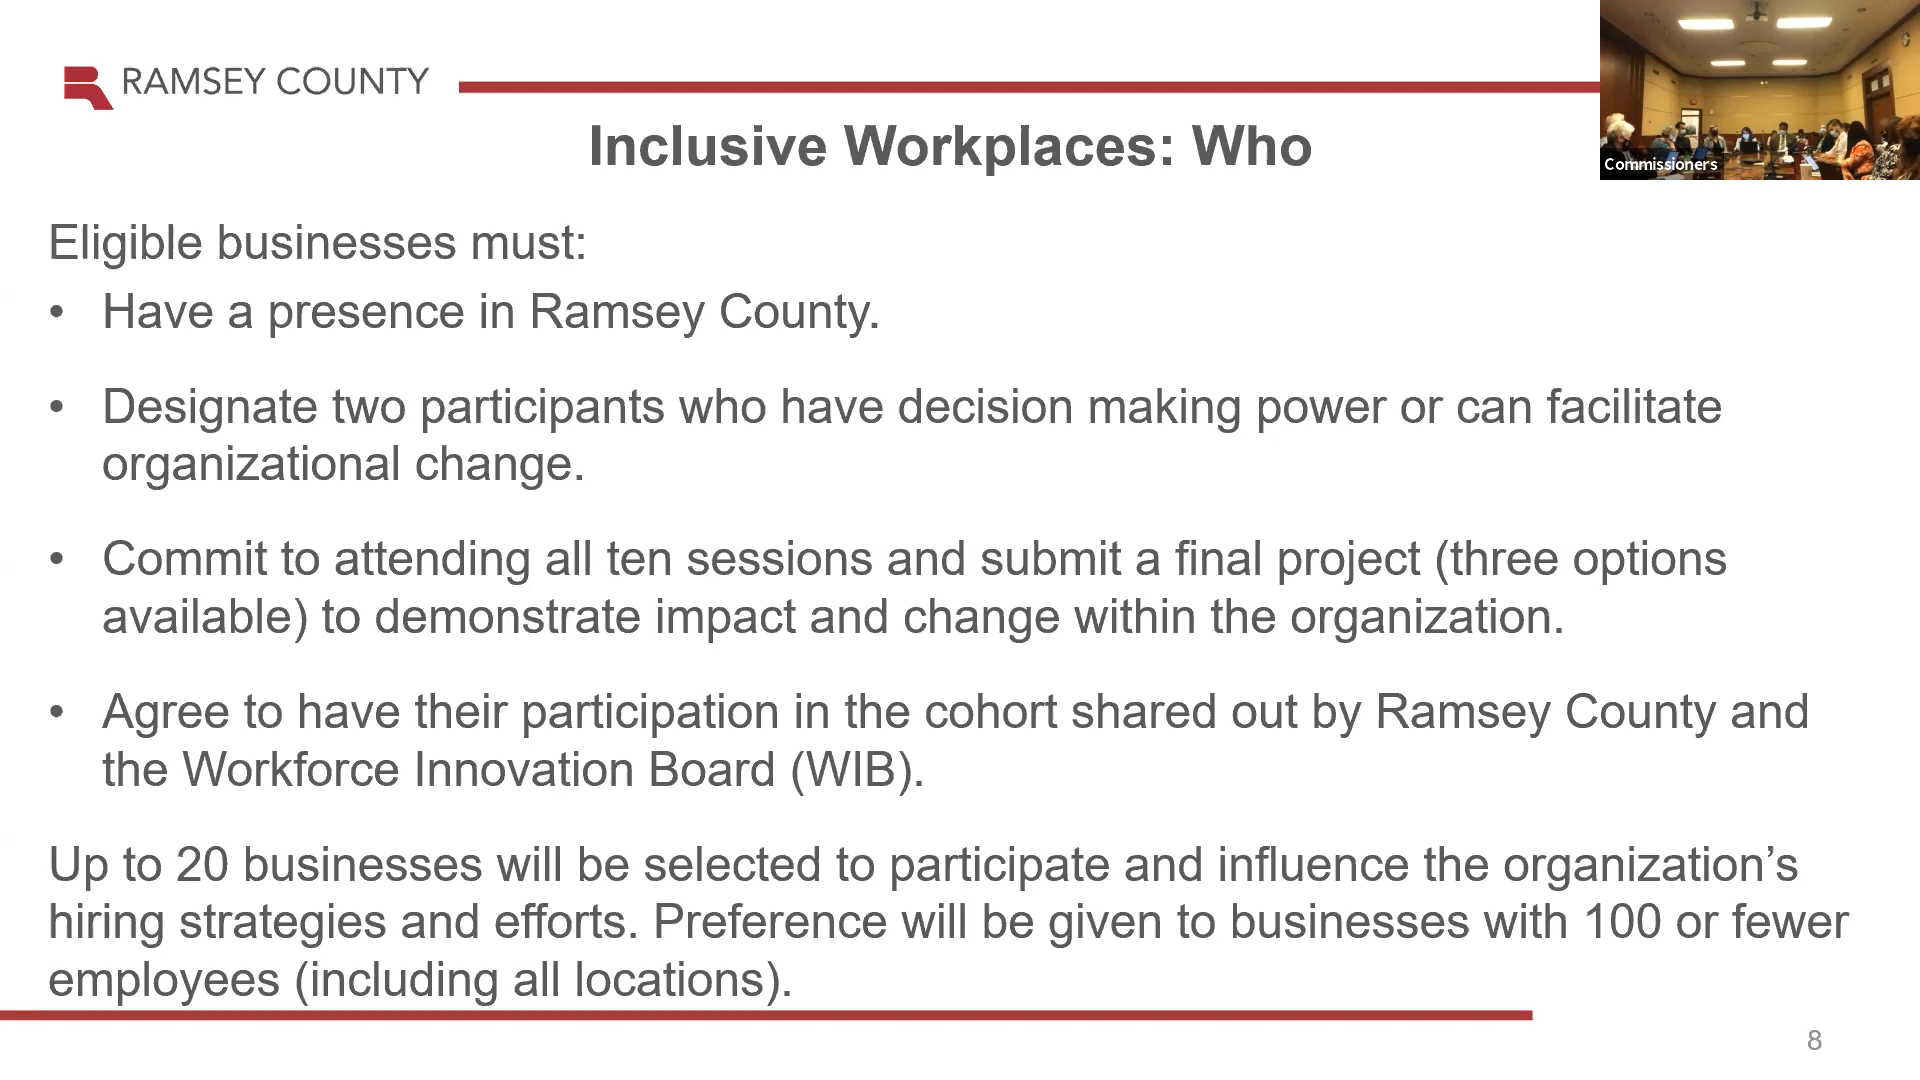 RAMSEY COUNTY
Commissioners
Inclusive Workplaces: Who
Eligible businesses must:
• Have a presence in Ramsey County.
• Designate two participants who have decision making power or can facilitate
organizational change.
• Commit to attending all ten sessions and submit a final project (three options
available) to demonstrate impact and change within the organization.
• Agree to have their participation in the cohort shared out by Ramsey County and
the Workforce Innovation Board (WIB).
Up to 20 businesses will be selected to participate and influence the organization’s
hiring strategies and efforts. Preference will be given to businesses with 100 or fewer
employees (including all locations).
8